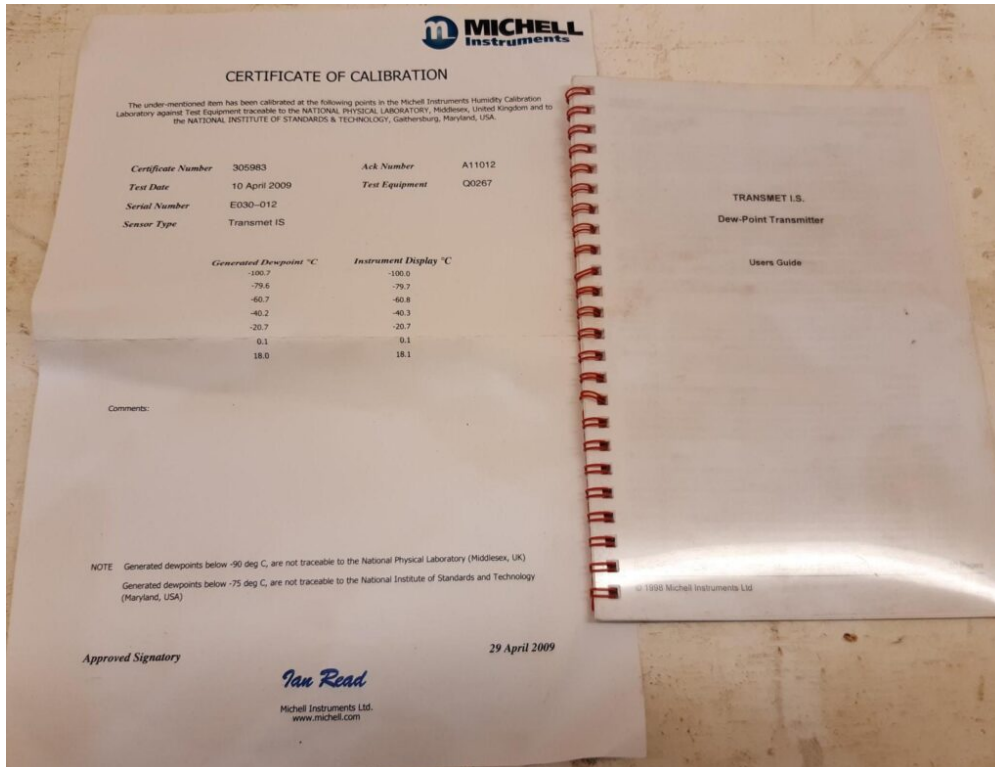 m MICHELL
Instruments
CERTIFICATE OF CALIBRATION
The under-mentioned item has been calibrated at the following points in the Michell Instruments Humidity Calibration
Laboratory against Test Equipment traceable to the NATIONAL PHYSICAL LABORATORY, Middlesex, United Kingdom and to
the NATIONAL INSTITUTE OF STANDARDS & TECHNOLOGY, Gaithersburg, Maryland, USA.
Certificate Number 305983 Ack Number A11012
Test Date 10 April 2009 Test Equipment Q0267
Serial Number E030-012
Sensor Type Transmet IS
Generated Dewpoint °C Instrument Display °C
-100.7 -100.0
-79.6 -79.7
-60.7 -60.8
-40.2 -40.3
-20.7 -20.7
0.1 0.1
18.0 18.1
Comments:
NOTE Generated dewpoints below -90 deg C, are not traceable to the National Physical Laboratory (Middlesex, UK)
Generated dewpoints below -75 deg C, are not traceable to the National Institute of Standards and Technology
(Maryland, USA)
Approved Signatory 29 April 2009
Ian Read
Michell Instruments Ltd.
www.michell.com
TRANSMET I.S.
Dew-Point Transmitter
Users Guide
© 1998 Michell Instruments Ltd